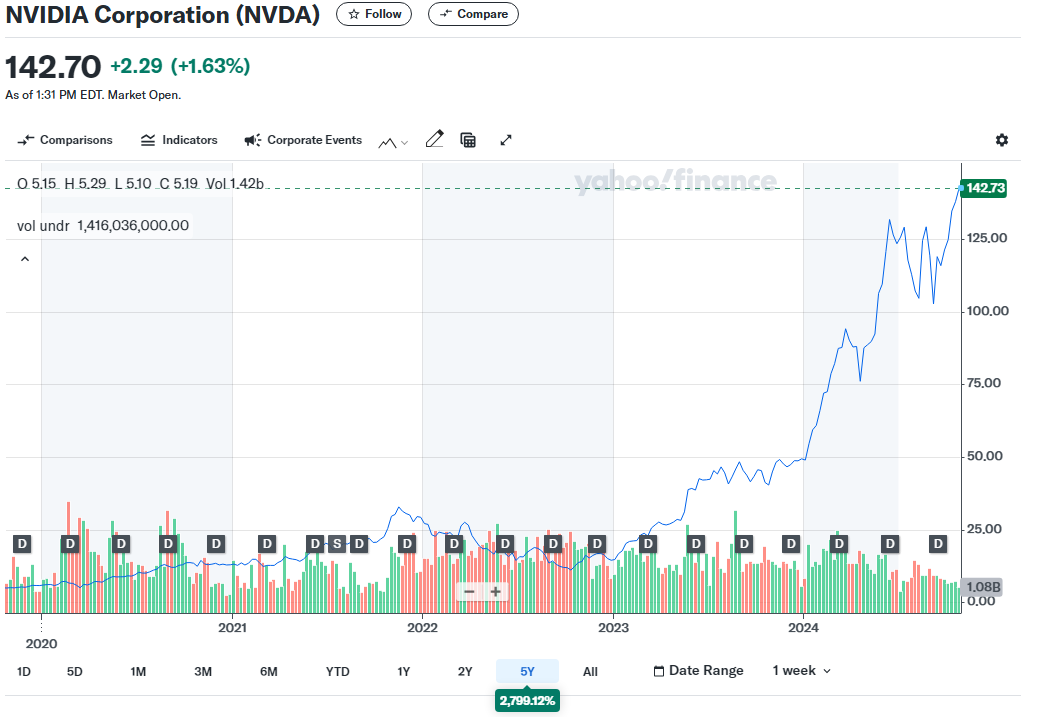 NVIDIA Corporation (NVDA) Follow Compare
142.70 +2.29 (+1.63%)
As of 1:31 PM EDT. Market Open.
Comparisons Indicators Corporate Events
yahoo!finance
O 5.15 H 5.29 L 5.10 C 5.19 Vol 1.42b
142.73
vol undr 1,416,036,000.00
125.00
100.00
75.00
50.00
25.00
D D D D D D D S D D D D D D D D D D D D D
1.08B
0.00
2021 2022 2023 2024
2020
1D 5D 1M 3M 6M YTD 1Y 2Y 5Y All Date Range 1 week
2,799.12%